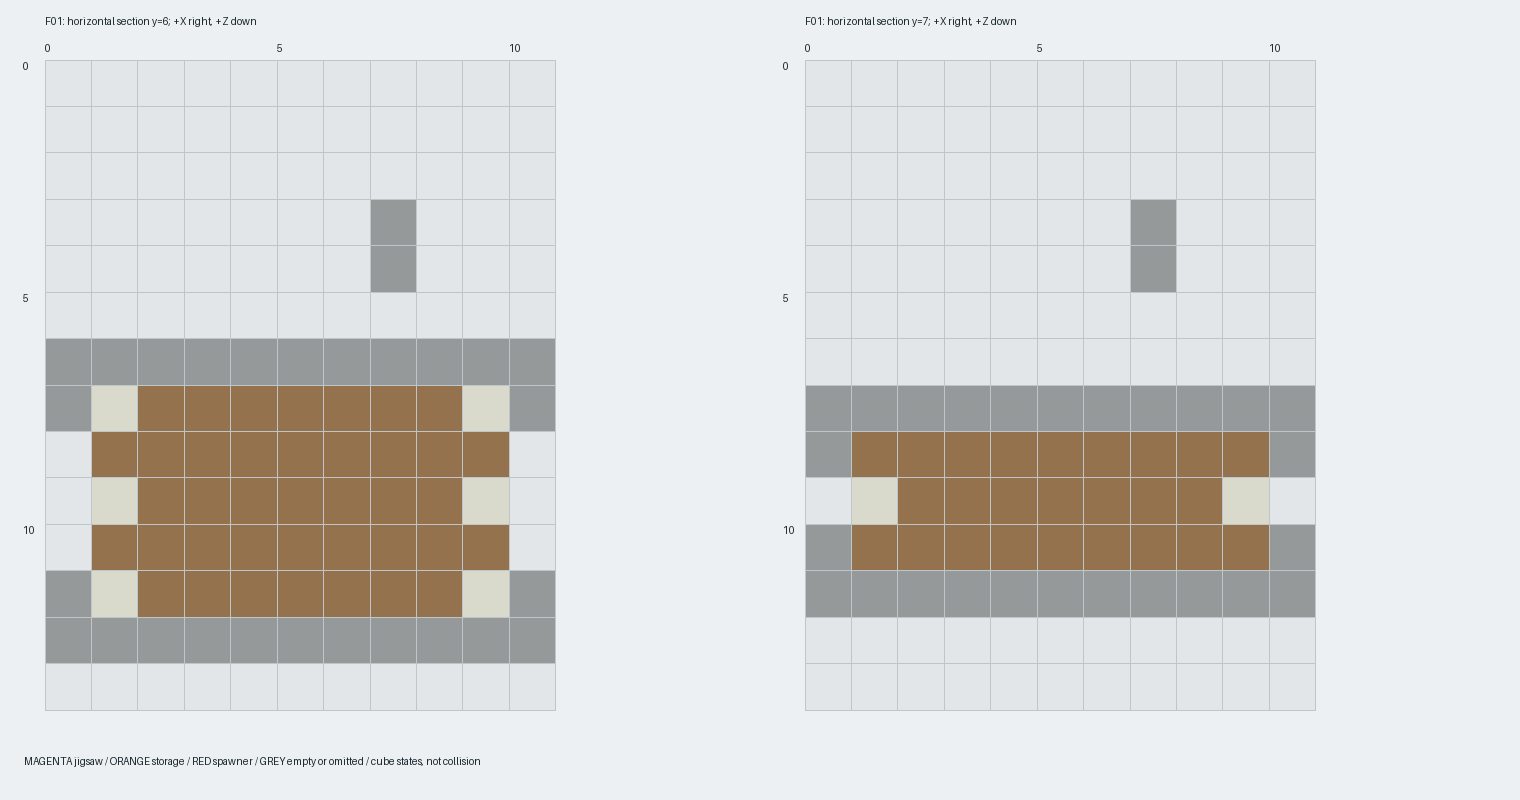 F01: horizontal section y=6; +X right, +Z down
F01: horizontal section y=7; +X right, +Z down
0 5 10
0 5 10
0
0
5
5
10
10
MAGENTA jigsaw / ORANGE storage / RED spawner / GREY empty or omitted / cube states, not collision